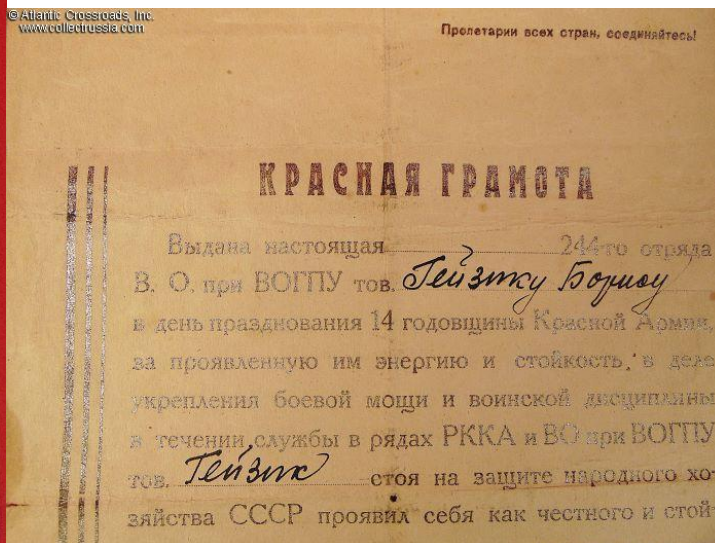 © Atlantic Crossroads, Inc.
www.collectrussia.com
Пролетарии всех стран, соединяйтесь!
КРАСНАЯ ГРАМОТА
Выдана настоящая 244-го отряда
В. О. при ВОГПУ тов. Гейзику Борису
в день празднования 14 годовщины Красной Армии,
за проявленную им энергию и стойкость, в деле
укрепления боевой мощи и воинской дисциплины
в течении службы в рядах РККА и ВО при ВОГПУ
тов. Гейзик стоя на защите народного хо-
зяйства СССР проявил себя как честного и стой-